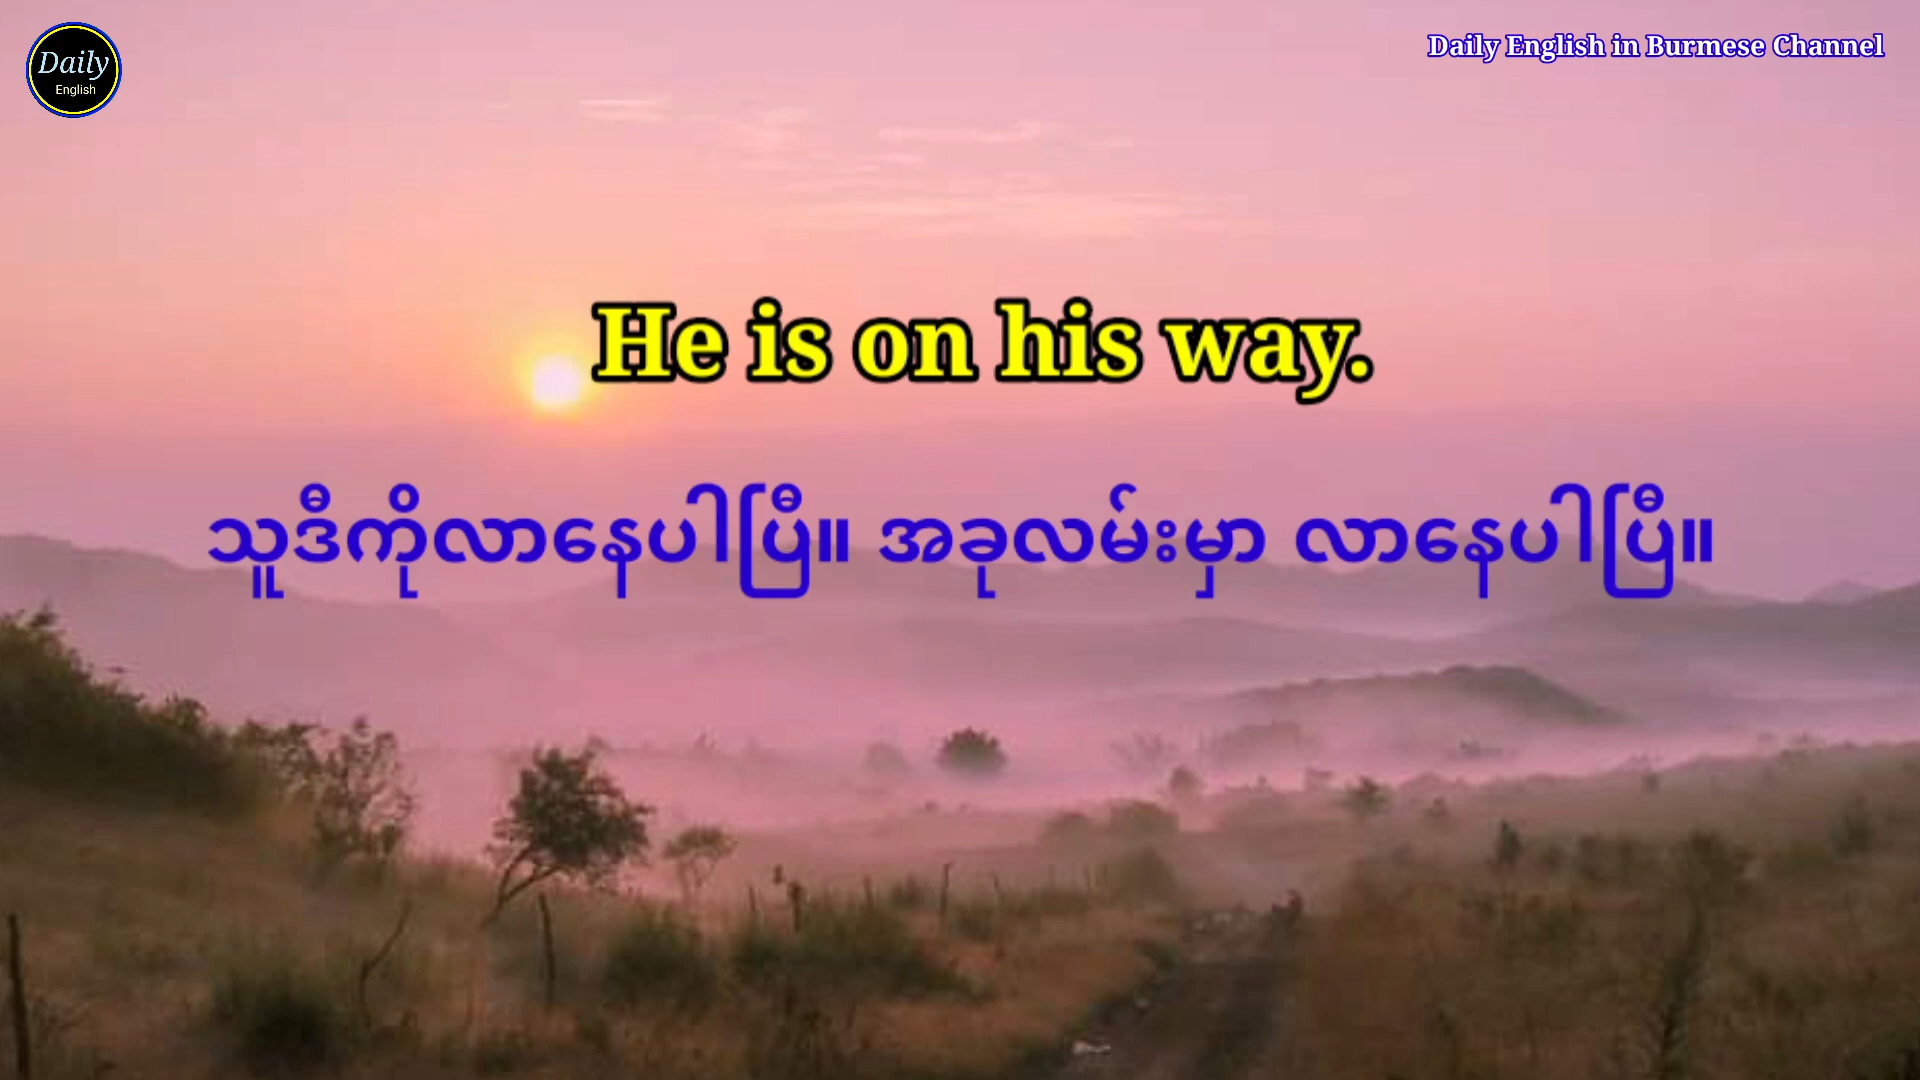 Daily
English
Daily English in Burmese Channel
He is on his way.
သူဒီကိုလာနေပါပြီ။ အခုလမ်းမှာ လာနေပါပြီ။